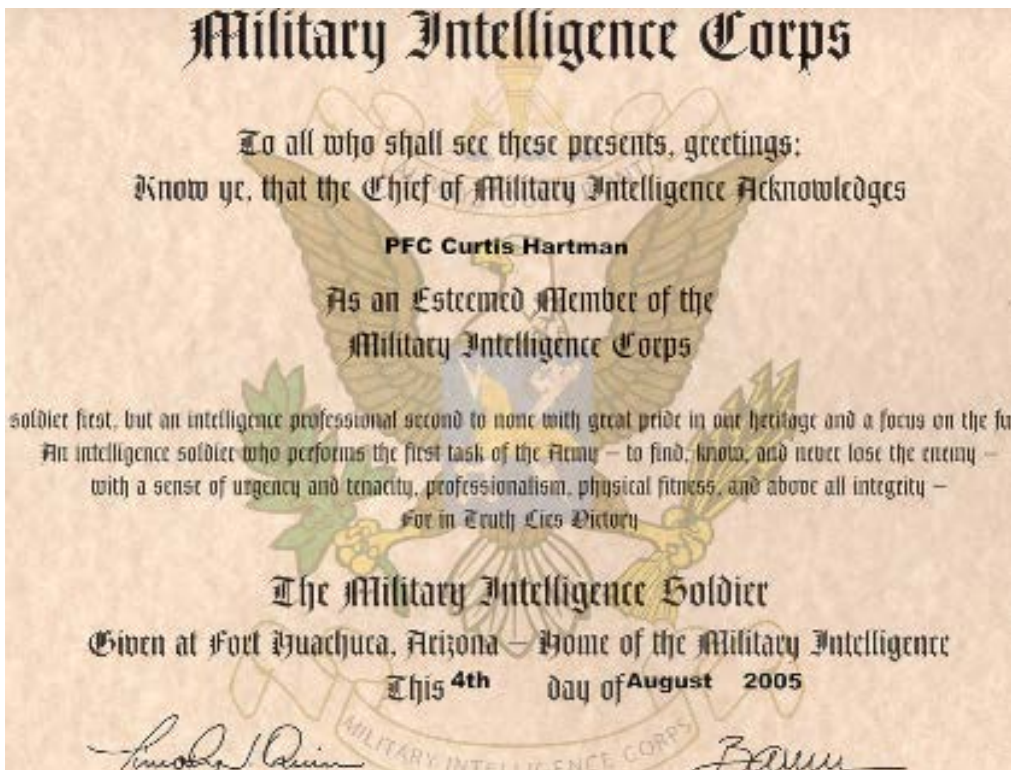 Military Intelligence Corps
To all who shall see these presents, greetings:
Know ye, that the Chief of Military Intelligence Acknowledges
PFC Curtis Hartman
As an Esteemed Member of the
Military Intelligence Corps
soldier first, but an intelligence professional second to none with great pride in our heritage and a focus on the fu
An intelligence soldier who performs the first task of the Army – to find, know, and never lose the enemy –
with a sense of urgency and tenacity, professionalism, physical fitness, and above all integrity –
For in Truth Lies Victory
The Military Intelligence Soldier
Given at Fort Huachuca, Arizona – Home of the Military Intelligence
This 4th day of August 2005
MILITARY INTELLIGENCE CORPS